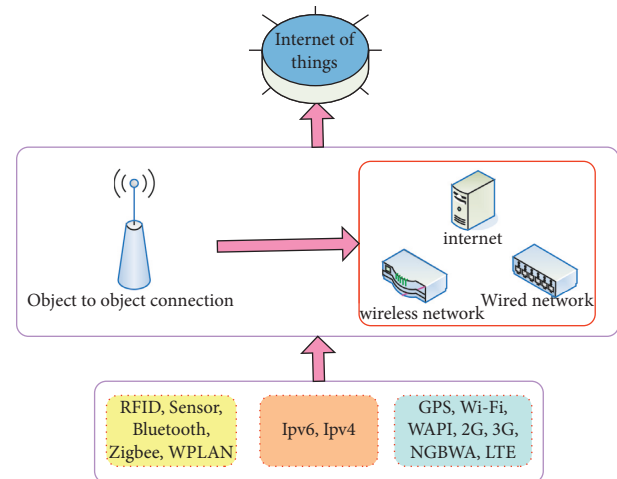 Internet of
things
internet
Object to object connection
wireless network
Wired network
RFID, Sensor,
Bluetooth,
Zigbee, WPLAN
Ipv6, Ipv4
GPS, Wi-Fi,
WAPI, 2G, 3G,
NGBWA, LTE